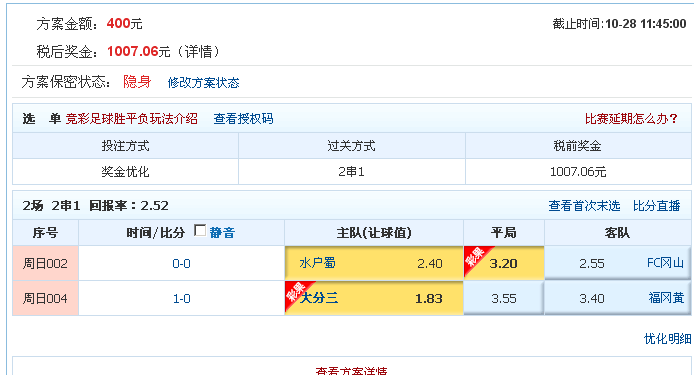 方案金额：400元 截止时间:10-28 11:45:00
税后奖金：1007.06元（详情）
方案保密状态： 隐身 修改方案状态
选 单 竞彩足球胜平负玩法介绍 查看授权码 比赛延期怎么办?
投注方式 过关方式 税前奖金
奖金优化 2串1 1007.06元
2场 2串1 回报率：2.52 查看首次末选 比分直播
序号 时间/比分 静音 主队(让球值) 平局 客队
周日002 0-0 水户蜀 2.40 彩果 3.20 2.55 FC冈山
周日004 1-0 彩果 大分三 1.83 3.55 3.40 福冈黄
优化明细
查看方案详情